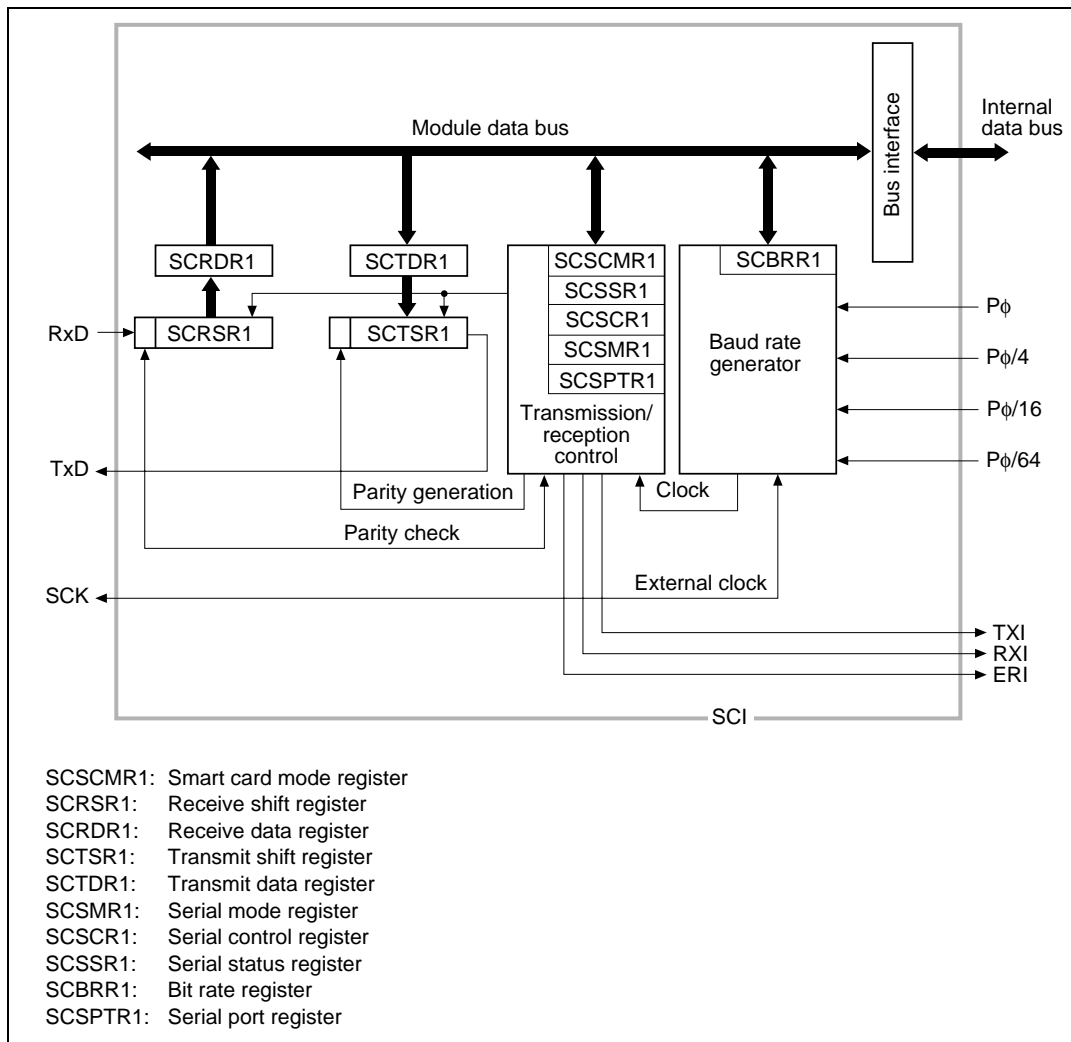 Module data bus
Bus interface
Internal
data bus
SCRDR1
SCTDR1
SCSCMR1
SCBRR1
SCSSR1
Pϕ
RxD
SCRSR1
SCTSR1
SCSCR1
Baud rate
generator
SCSMR1
Pϕ/4
SCSPTR1
Transmission/
reception
control
Pϕ/16
TxD
Pϕ/64
Parity generation
Clock
Parity check
SCK
External clock
TXI
RXI
ERI
SCI
SCSCMR1: Smart card mode register
SCRSR1: Receive shift register
SCRDR1: Receive data register
SCTSR1: Transmit shift register
SCTDR1: Transmit data register
SCSMR1: Serial mode register
SCSCR1: Serial control register
SCSSR1: Serial status register
SCBRR1: Bit rate register
SCSPTR1: Serial port register